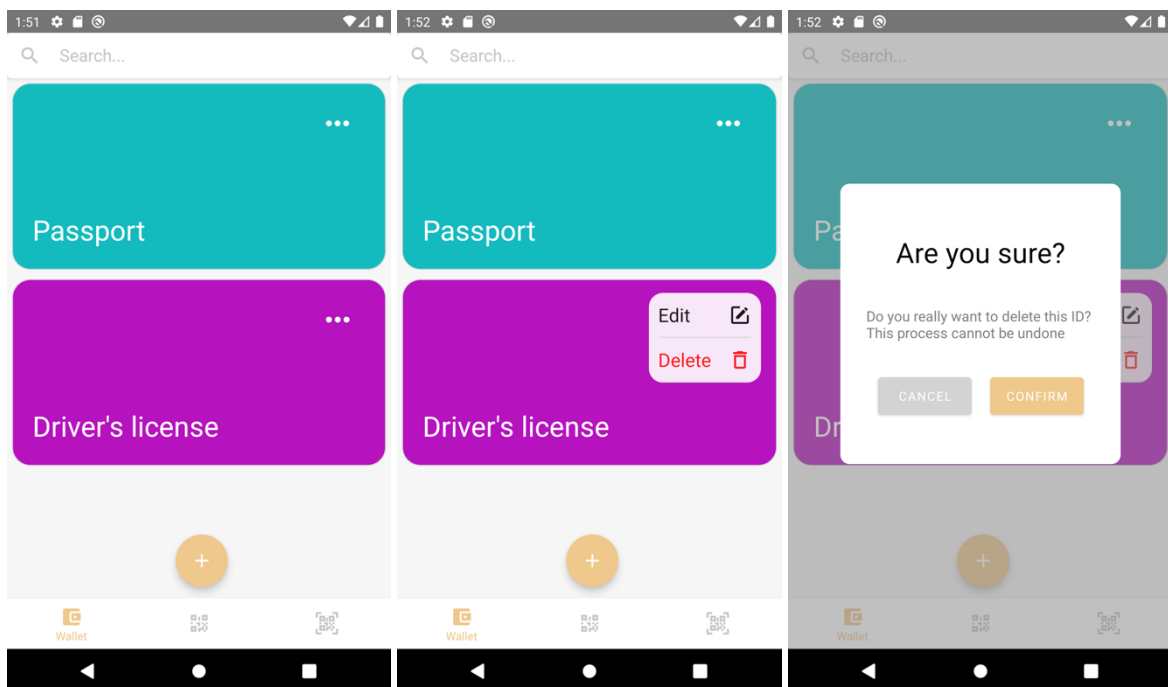 1:51
Search...
Passport
Driver's license
Wallet
1:52
Search...
Passport
Edit
Delete
Driver's license
Wallet
1:52
Search...
Pa
Are you sure?
Do you really want to delete this ID?
This process cannot be undone
CANCEL
CONFIRM
Dr
Wallet